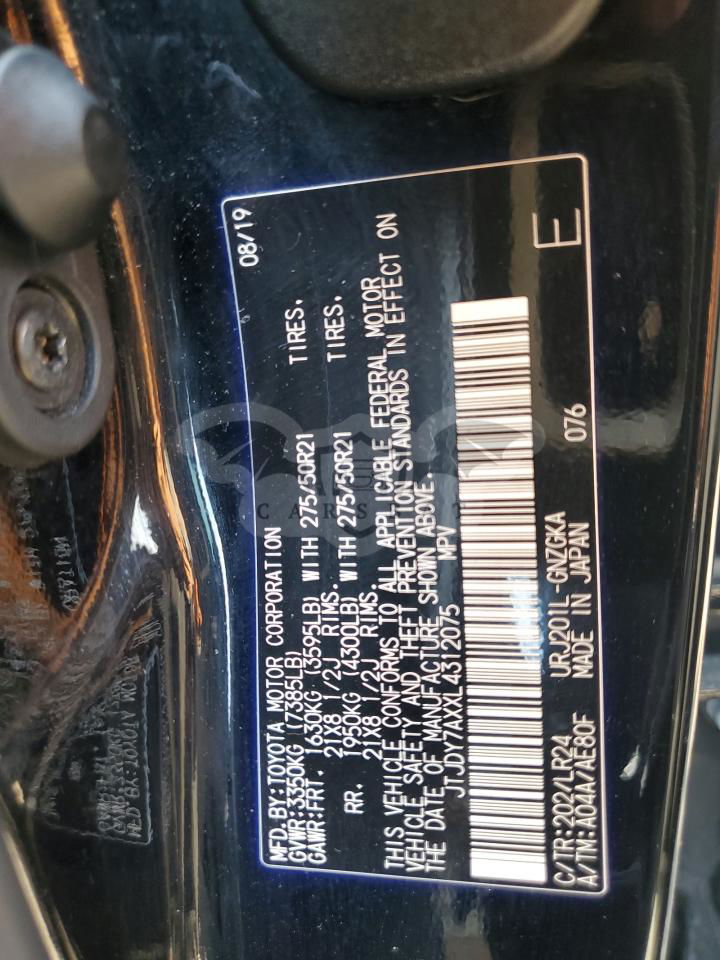 MFD.BY:TOYOTA MOTOR CORPORATION 08/19
GVWR:3350KG (7385LB)
GAWR:FRT. 1630KG (3595LB) WITH 275/50R21 TIRES.
21X8 1/2J RIMS.
RR. 1950KG (4300LB) WITH 275/50R21 TIRES.
21X8 1/2J RIMS.
THIS VEHICLE CONFORMS TO ALL APPLICABLE FEDERAL MOTOR
VEHICLE SAFETY AND THEFT PREVENTION STANDARDS IN EFFECT ON
THE DATE OF MANUFACTURE SHOWN ABOVE.
JTJDY7AXXL4312075 MPV
C/TR:202/LR24 URJ201L-GNZGKA 076 E
A/TM:A04A/AE80F MADE IN JAPAN
CARS